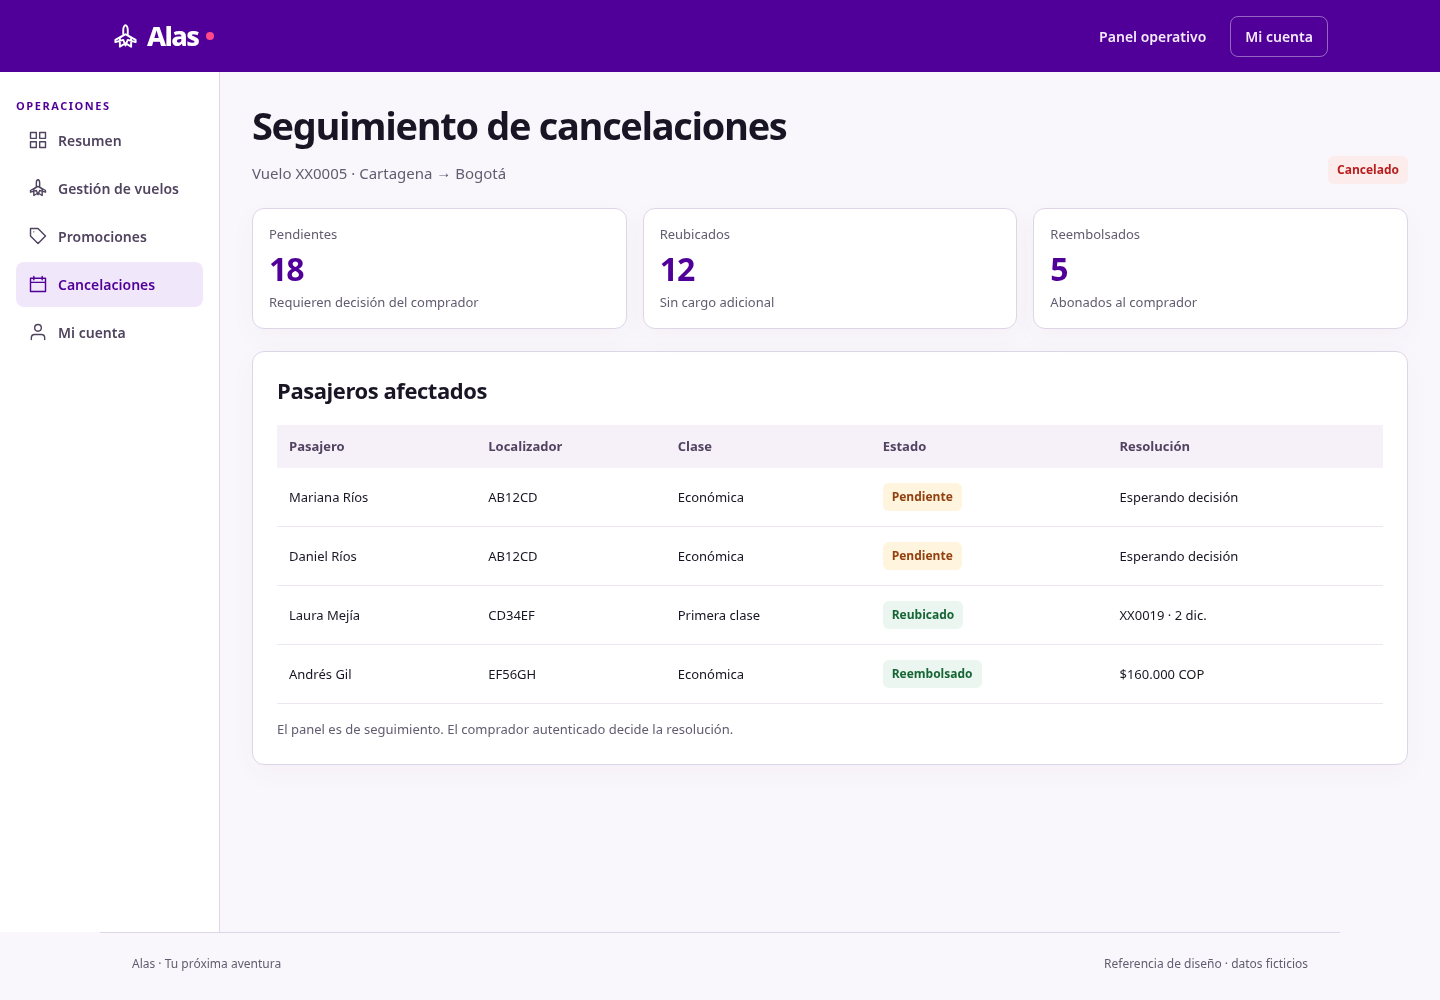 Alas
Panel operativo
Mi cuenta
OPERACIONES
Resumen
Gestión de vuelos
Promociones
Cancelaciones
Mi cuenta
Seguimiento de cancelaciones
Vuelo XX0005 · Cartagena → Bogotá
Cancelado
Pendientes
18
Requieren decisión del comprador
Reubicados
12
Sin cargo adicional
Reembolsados
5
Abonados al comprador
Pasajeros afectados
Pasajero Localizador Clase Estado Resolución
Mariana Ríos AB12CD Económica Pendiente Esperando decisión
Daniel Ríos AB12CD Económica Pendiente Esperando decisión
Laura Mejía CD34EF Primera clase Reubicado XX0019 · 2 dic.
Andrés Gil EF56GH Económica Reembolsado $160.000 COP
El panel es de seguimiento. El comprador autenticado decide la resolución.
Alas · Tu próxima aventura
Referencia de diseño · datos ficticios